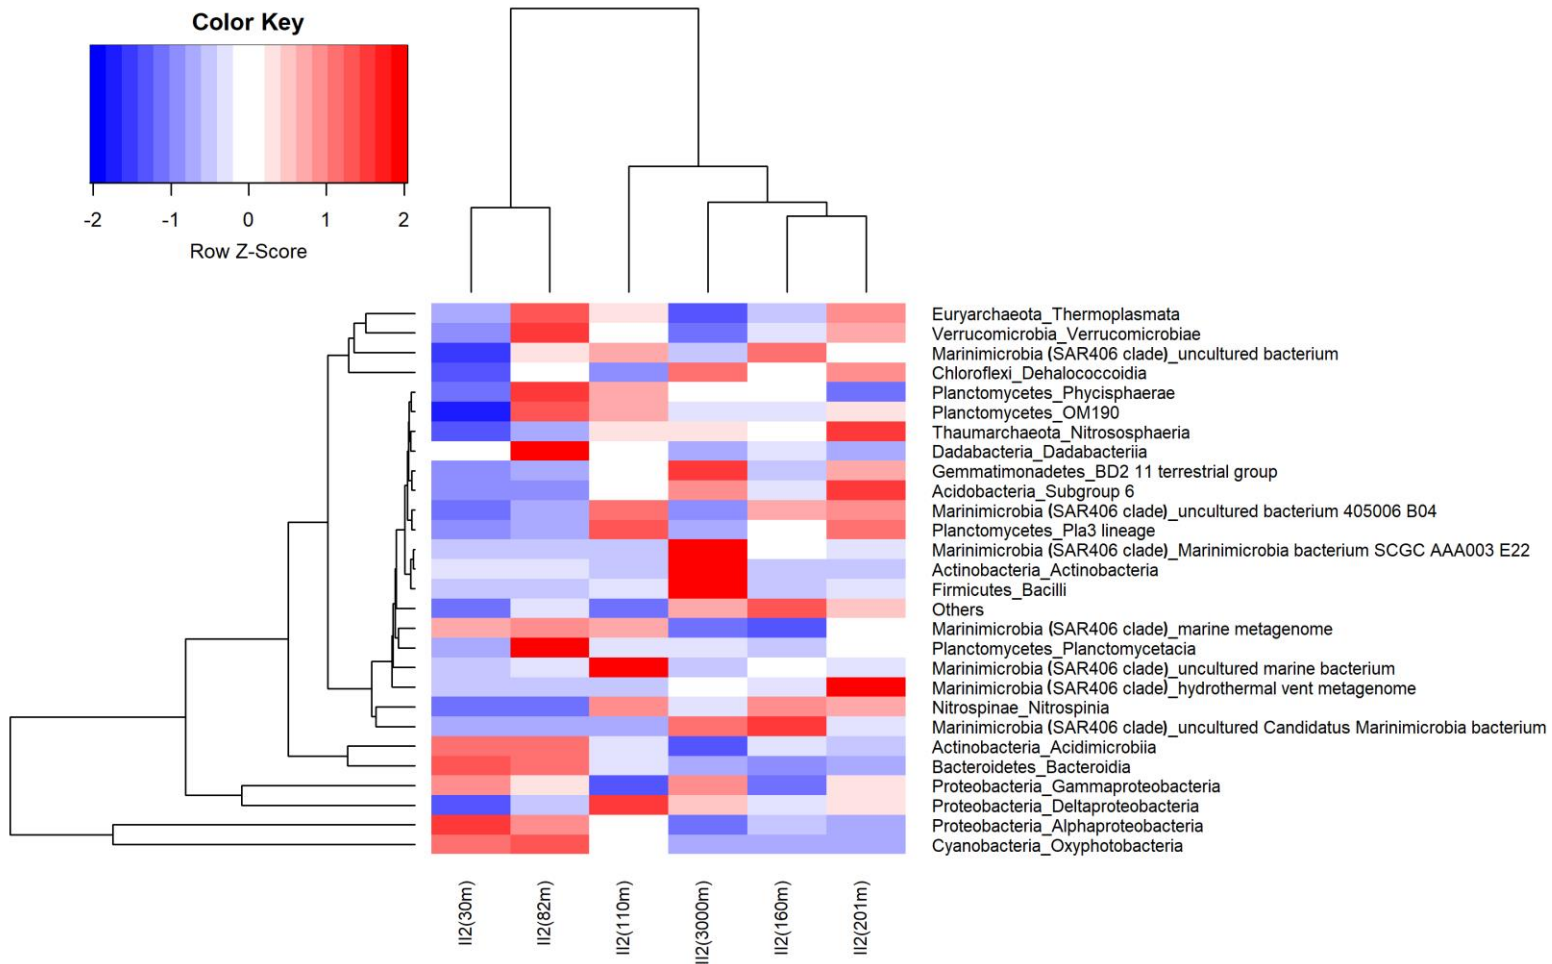 Color Key
-2 -1 0 1 2
Row Z-Score
Euryarchaeota_Thermoplasmata
Verrucomicrobia_Verrucomicrobiae
Marinimicrobia (SAR406 clade)_uncultured bacterium
Chloroflexi_Dehalococcoidia
Planctomycetes_Phycisphaerae
Planctomycetes_OM190
Thaumarchaeota_Nitrososphaeria
Dadabacteria_Dadabacteriia
Gemmatimonadetes_BD2 11 terrestrial group
Acidobacteria_Subgroup 6
Marinimicrobia (SAR406 clade)_uncultured bacterium 405006 B04
Planctomycetes_Pla3 lineage
Marinimicrobia (SAR406 clade)_Marinimicrobia bacterium SCGC AAA003 E22
Actinobacteria_Actinobacteria
Firmicutes_Bacilli
Others
Marinimicrobia (SAR406 clade)_marine metagenome
Planctomycetes_Planctomycetacia
Marinimicrobia (SAR406 clade)_uncultured marine bacterium
Marinimicrobia (SAR406 clade)_hydrothermal vent metagenome
Nitrospinae_Nitrospinia
Marinimicrobia (SAR406 clade)_uncultured Candidatus Marinimicrobia bacterium
Actinobacteria_Acidimicrobiia
Bacteroidetes_Bacteroidia
Proteobacteria_Gammaproteobacteria
Proteobacteria_Deltaproteobacteria
Proteobacteria_Alphaproteobacteria
Cyanobacteria_Oxyphotobacteria
II2(30m)
II2(82m)
II2(110m)
II2(3000m)
II2(160m)
II2(201m)